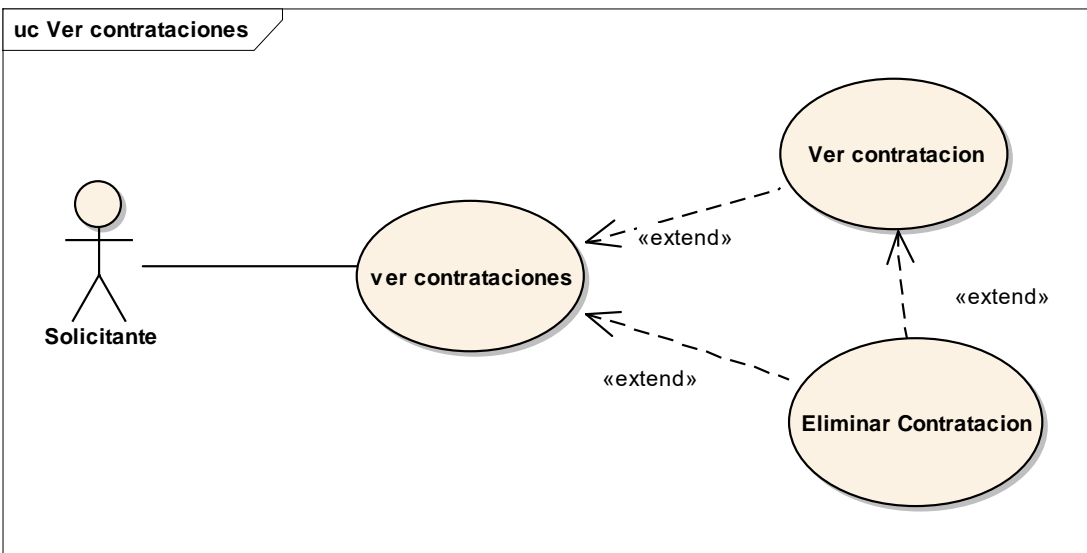 uc Ver contrataciones
Ver contratacion
«extend»
ver contrataciones
«extend»
Solicitante
«extend»
Eliminar Contratacion